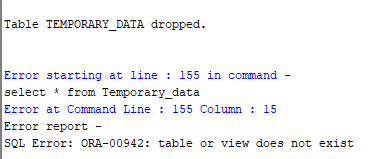 Table TEMPORARY_DATA dropped.
Error starting at line : 155 in command -
select * from Temporary_data
Error at Command Line : 155 Column : 15
Error report -
SQL Error: ORA-00942: table or view does not exist